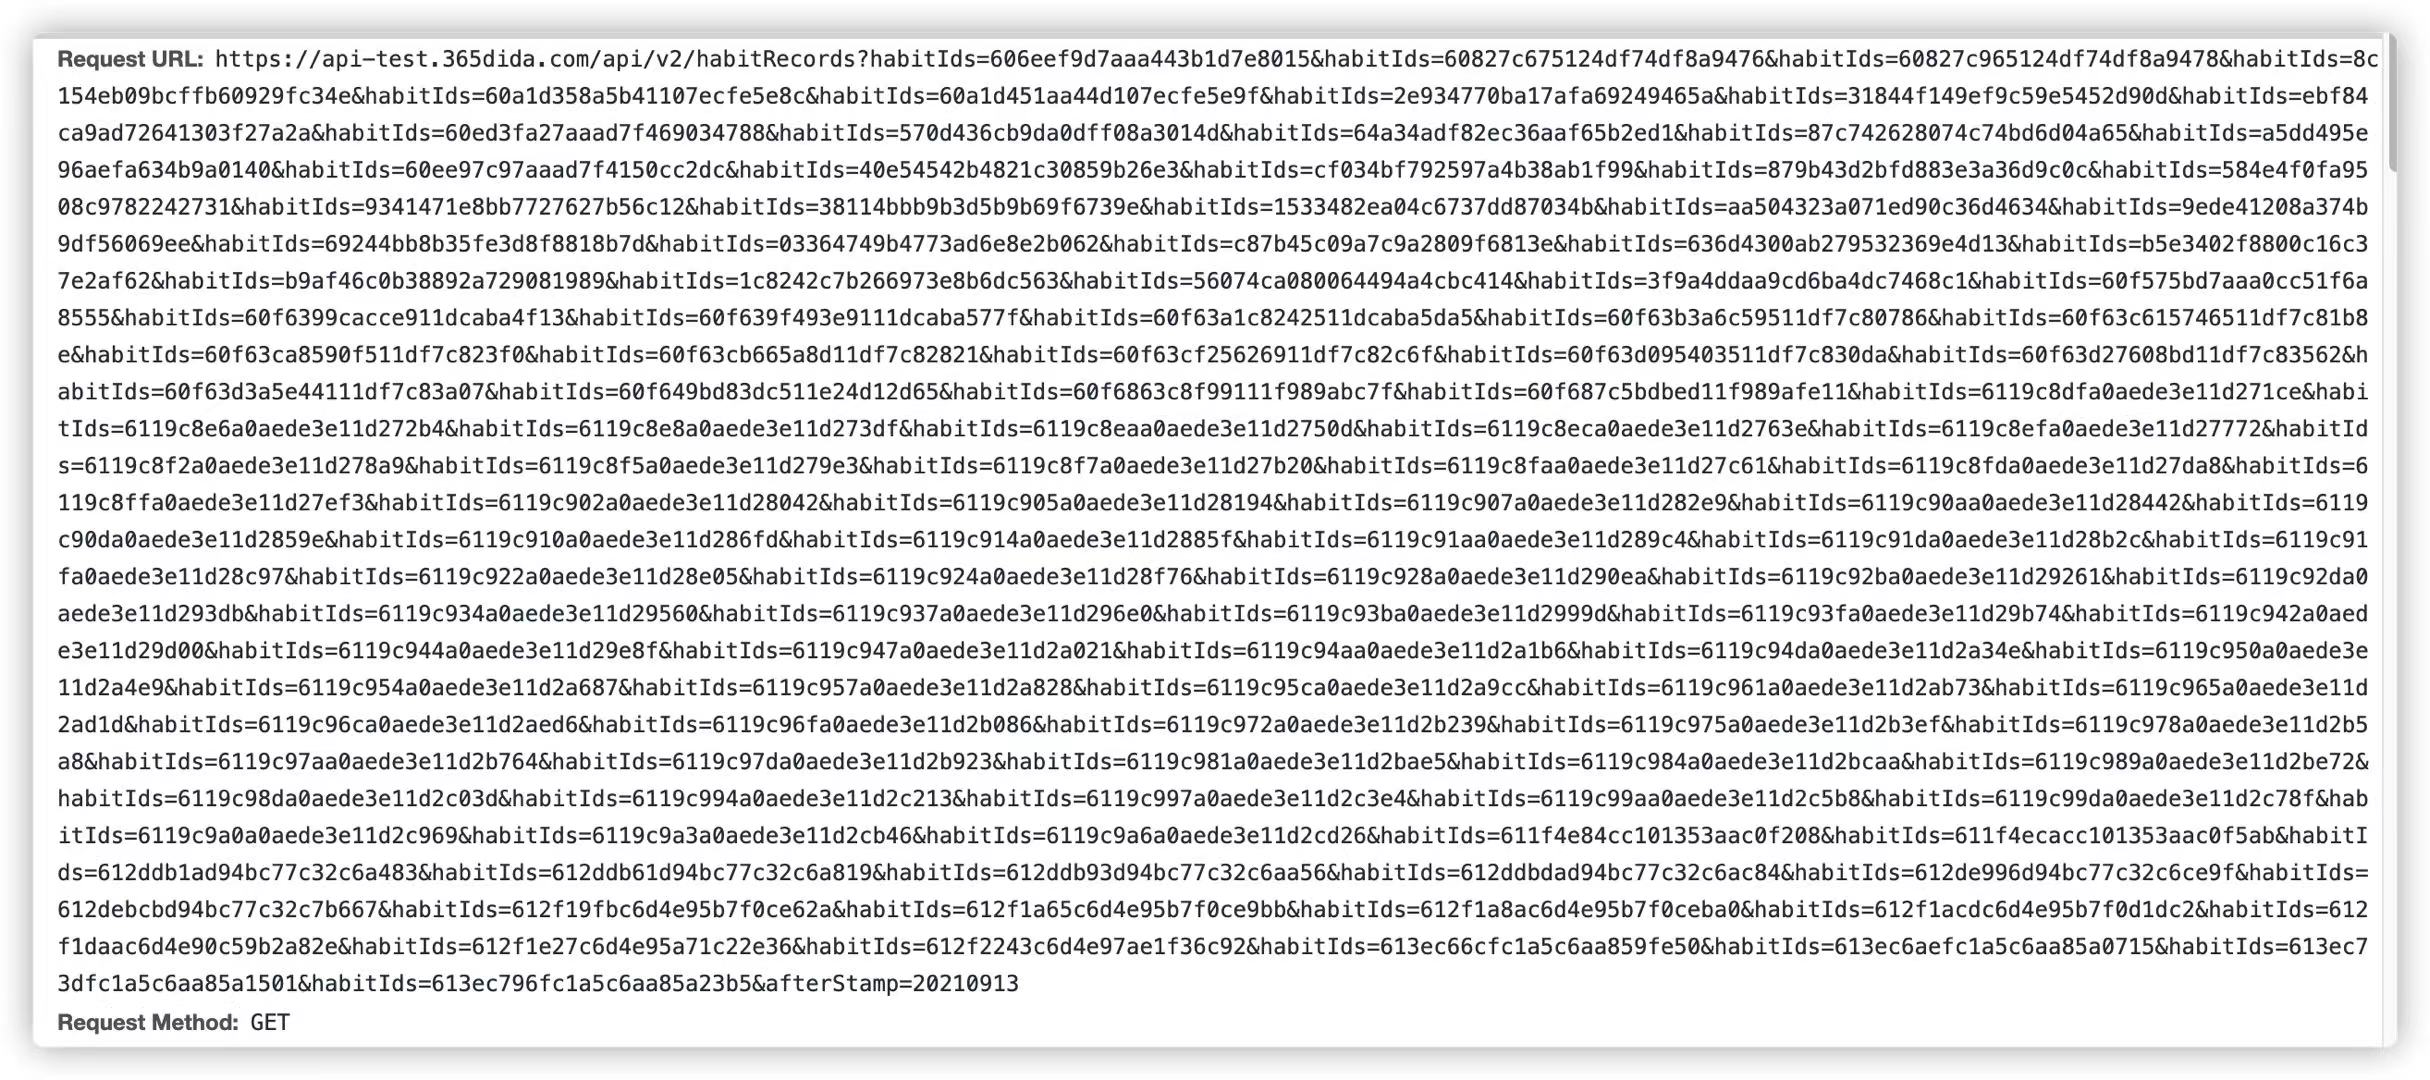 Request URL: https://api-test.365dida.com/api/v2/habitRecords?habitIds=606eef9d7aaa443b1d7e8015&habitIds=60827c675124df74df8a9476&habitIds=60827c965124df74df8a9478&habitIds=8c
154eb09bcffb60929fc34e&habitIds=60a1d358a5b41107ecfe5e8c&habitIds=60a1d451aa44d107ecfe5e9f&habitIds=2e934770ba17afa69249465a&habitIds=31844f149ef9c59e5452d90d&habitIds=ebf84
ca9ad72641303f27a2a&habitIds=60ed3fa27aaad7f469034788&habitIds=570d436cb9da0dff08a3014d&habitIds=64a34adf82ec36aaf65b2ed1&habitIds=87c742628074c74bd6d04a65&habitIds=a5dd495e
96aefa634b9a0140&habitIds=60ee97c97aaad7f4150cc2dc&habitIds=40e54542b4821c30859b26e3&habitIds=cf034bf792597a4b38ab1f99&habitIds=879b43d2bfd883e3a36d9c0c&habitIds=584e4f0fa95
08c9782242731&habitIds=9341471e8bb7727627b56c12&habitIds=38114bbb9b3d5b9b69f6739e&habitIds=1533482ea04c6737dd87034b&habitIds=aa504323a071ed90c36d4634&habitIds=9ede41208a374b
9df56069ee&habitIds=69244bb8b35fe3d8f8818b7d&habitIds=03364749b4773ad6e8e2b062&habitIds=c87b45c09a7c9a2809f6813e&habitIds=636d4300ab279532369e4d13&habitIds=b5e3402f8800c16c3
7e2af62&habitIds=b9af46c0b38892a729081989&habitIds=1c8242c7b266973e8b6dc563&habitIds=56074ca080064494a4cbc414&habitIds=3f9a4ddaa9cd6ba4dc7468c1&habitIds=60f575bd7aaa0cc51f6a
8555&habitIds=60f6399cacce911dcaba4f13&habitIds=60f639f493e9111dcaba577f&habitIds=60f63a1c8242511dcaba5da5&habitIds=60f63b3a6c59511df7c80786&habitIds=60f63c615746511df7c81b8
e&habitIds=60f63ca8590f511df7c823f0&habitIds=60f63cb665a8d11df7c82821&habitIds=60f63cf25626911df7c82c6f&habitIds=60f63d095403511df7c830da&habitIds=60f63d27608bd11df7c83562&h
abitIds=60f63d3a5e44111df7c83a07&habitIds=60f649bd83dc511e24d12d65&habitIds=60f6863c8f99111f989abc7f&habitIds=60f687c5bdbed11f989afe11&habitIds=6119c8dfa0aede3e11d271ce&habi
tIds=6119c8e6a0aede3e11d272b4&habitIds=6119c8e8a0aede3e11d273df&habitIds=6119c8eaa0aede3e11d2750d&habitIds=6119c8eca0aede3e11d2763e&habitIds=6119c8efa0aede3e11d27772&habitId
s=6119c8f2a0aede3e11d278a9&habitIds=6119c8f5a0aede3e11d279e3&habitIds=6119c8f7a0aede3e11d27b20&habitIds=6119c8faa0aede3e11d27c61&habitIds=6119c8fda0aede3e11d27da8&habitIds=6
119c8ffa0aede3e11d27ef3&habitIds=6119c902a0aede3e11d28042&habitIds=6119c905a0aede3e11d28194&habitIds=6119c907a0aede3e11d282e9&habitIds=6119c90aa0aede3e11d28442&habitIds=6119
c90da0aede3e11d2859e&habitIds=6119c910a0aede3e11d286fd&habitIds=6119c914a0aede3e11d2885f&habitIds=6119c91aa0aede3e11d289c4&habitIds=6119c91da0aede3e11d28b2c&habitIds=6119c91
fa0aede3e11d28c97&habitIds=6119c922a0aede3e11d28e05&habitIds=6119c924a0aede3e11d28f76&habitIds=6119c928a0aede3e11d290ea&habitIds=6119c92ba0aede3e11d29261&habitIds=6119c92da0
aede3e11d293db&habitIds=6119c934a0aede3e11d29560&habitIds=6119c937a0aede3e11d296e0&habitIds=6119c93ba0aede3e11d2999d&habitIds=6119c93fa0aede3e11d29b74&habitIds=6119c942a0aed
e3e11d29d00&habitIds=6119c944a0aede3e11d29e8f&habitIds=6119c947a0aede3e11d2a021&habitIds=6119c94aa0aede3e11d2a1b6&habitIds=6119c94da0aede3e11d2a34e&habitIds=6119c950a0aede3e
11d2a4e9&habitIds=6119c954a0aede3e11d2a687&habitIds=6119c957a0aede3e11d2a828&habitIds=6119c95ca0aede3e11d2a9cc&habitIds=6119c961a0aede3e11d2ab73&habitIds=6119c965a0aede3e11d
2ad1d&habitIds=6119c96ca0aede3e11d2aed6&habitIds=6119c96fa0aede3e11d2b086&habitIds=6119c972a0aede3e11d2b239&habitIds=6119c975a0aede3e11d2b3ef&habitIds=6119c978a0aede3e11d2b5
a8&habitIds=6119c97aa0aede3e11d2b764&habitIds=6119c97da0aede3e11d2b923&habitIds=6119c981a0aede3e11d2bae5&habitIds=6119c984a0aede3e11d2bcaa&habitIds=6119c989a0aede3e11d2be72&
habitIds=6119c98da0aede3e11d2c03d&habitIds=6119c994a0aede3e11d2c213&habitIds=6119c997a0aede3e11d2c3e4&habitIds=6119c99aa0aede3e11d2c5b8&habitIds=6119c99da0aede3e11d2c78f&hab
itIds=6119c9a0a0aede3e11d2c969&habitIds=6119c9a3a0aede3e11d2cb46&habitIds=6119c9a6a0aede3e11d2cd26&habitIds=611f4e84cc101353aac0f208&habitIds=611f4ecacc101353aac0f5ab&habitI
ds=612ddb1ad94bc77c32c6a483&habitIds=612ddb61d94bc77c32c6a819&habitIds=612ddb93d94bc77c32c6aa56&habitIds=612ddbdad94bc77c32c6ac84&habitIds=612de996d94bc77c32c6ce9f&habitIds=
612debcbd94bc77c32c7b667&habitIds=612f19fbc6d4e95b7f0ce62a&habitIds=612f1a65c6d4e95b7f0ce9bb&habitIds=612f1a8ac6d4e95b7f0ceba0&habitIds=612f1acdc6d4e95b7f0d1dc2&habitIds=612
f1daac6d4e90c59b2a82e&habitIds=612f1e27c6d4e95a71c22e36&habitIds=612f2243c6d4e97ae1f36c92&habitIds=613ec66cfc1a5c6aa859fe50&habitIds=613ec6aefc1a5c6aa85a0715&habitIds=613ec7
3dfc1a5c6aa85a1501&habitIds=613ec796fc1a5c6aa85a23b5&afterStamp=20210913
Request Method: GET